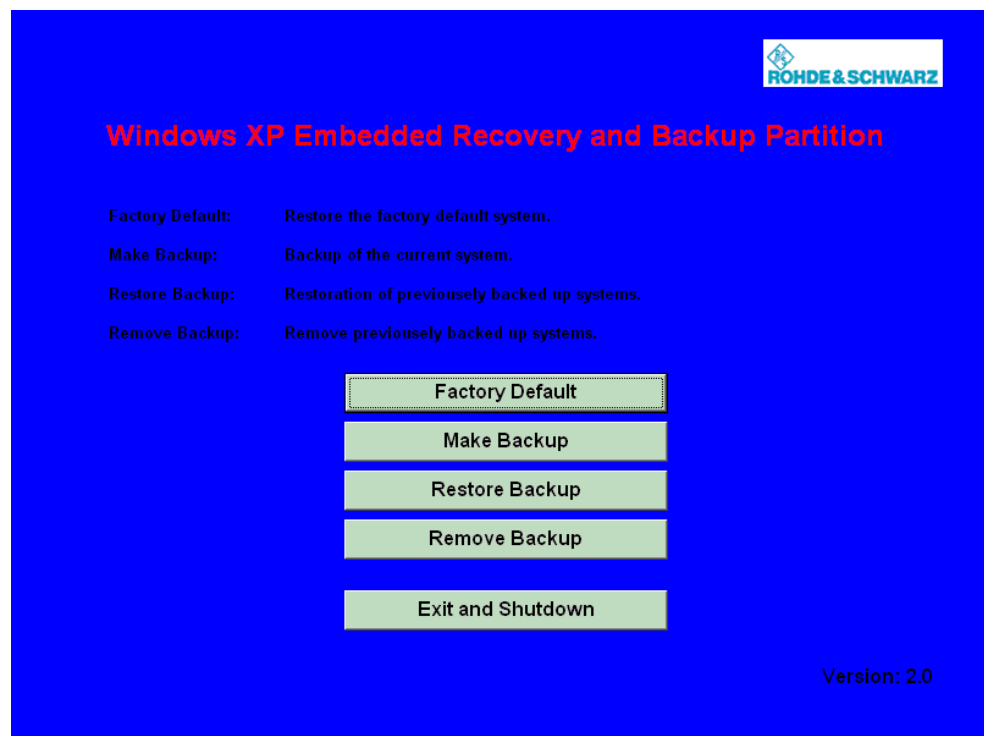 ROHDE&SCHWARZ
Windows XP Embedded Recovery and Backup Partition
Factory Default: Restore the factory default system.
Make Backup: Backup of the current system.
Restore Backup: Restoration of previousely backed up systems.
Remove Backup: Remove previousely backed up systems.
Factory Default
Make Backup
Restore Backup
Remove Backup
Exit and Shutdown
Version: 2.0